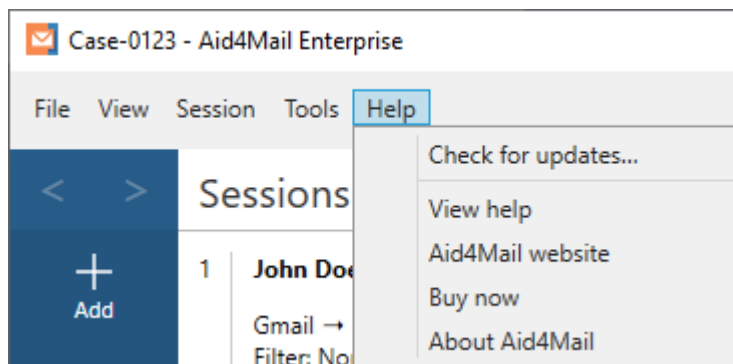 Case-0123 - Aid4Mail Enterprise
File View Session Tools Help
Check for updates...
View help
Aid4Mail website
Buy now
About Aid4Mail
< >
Add
Sessions
1 John Doe
Gmail →
Filter: